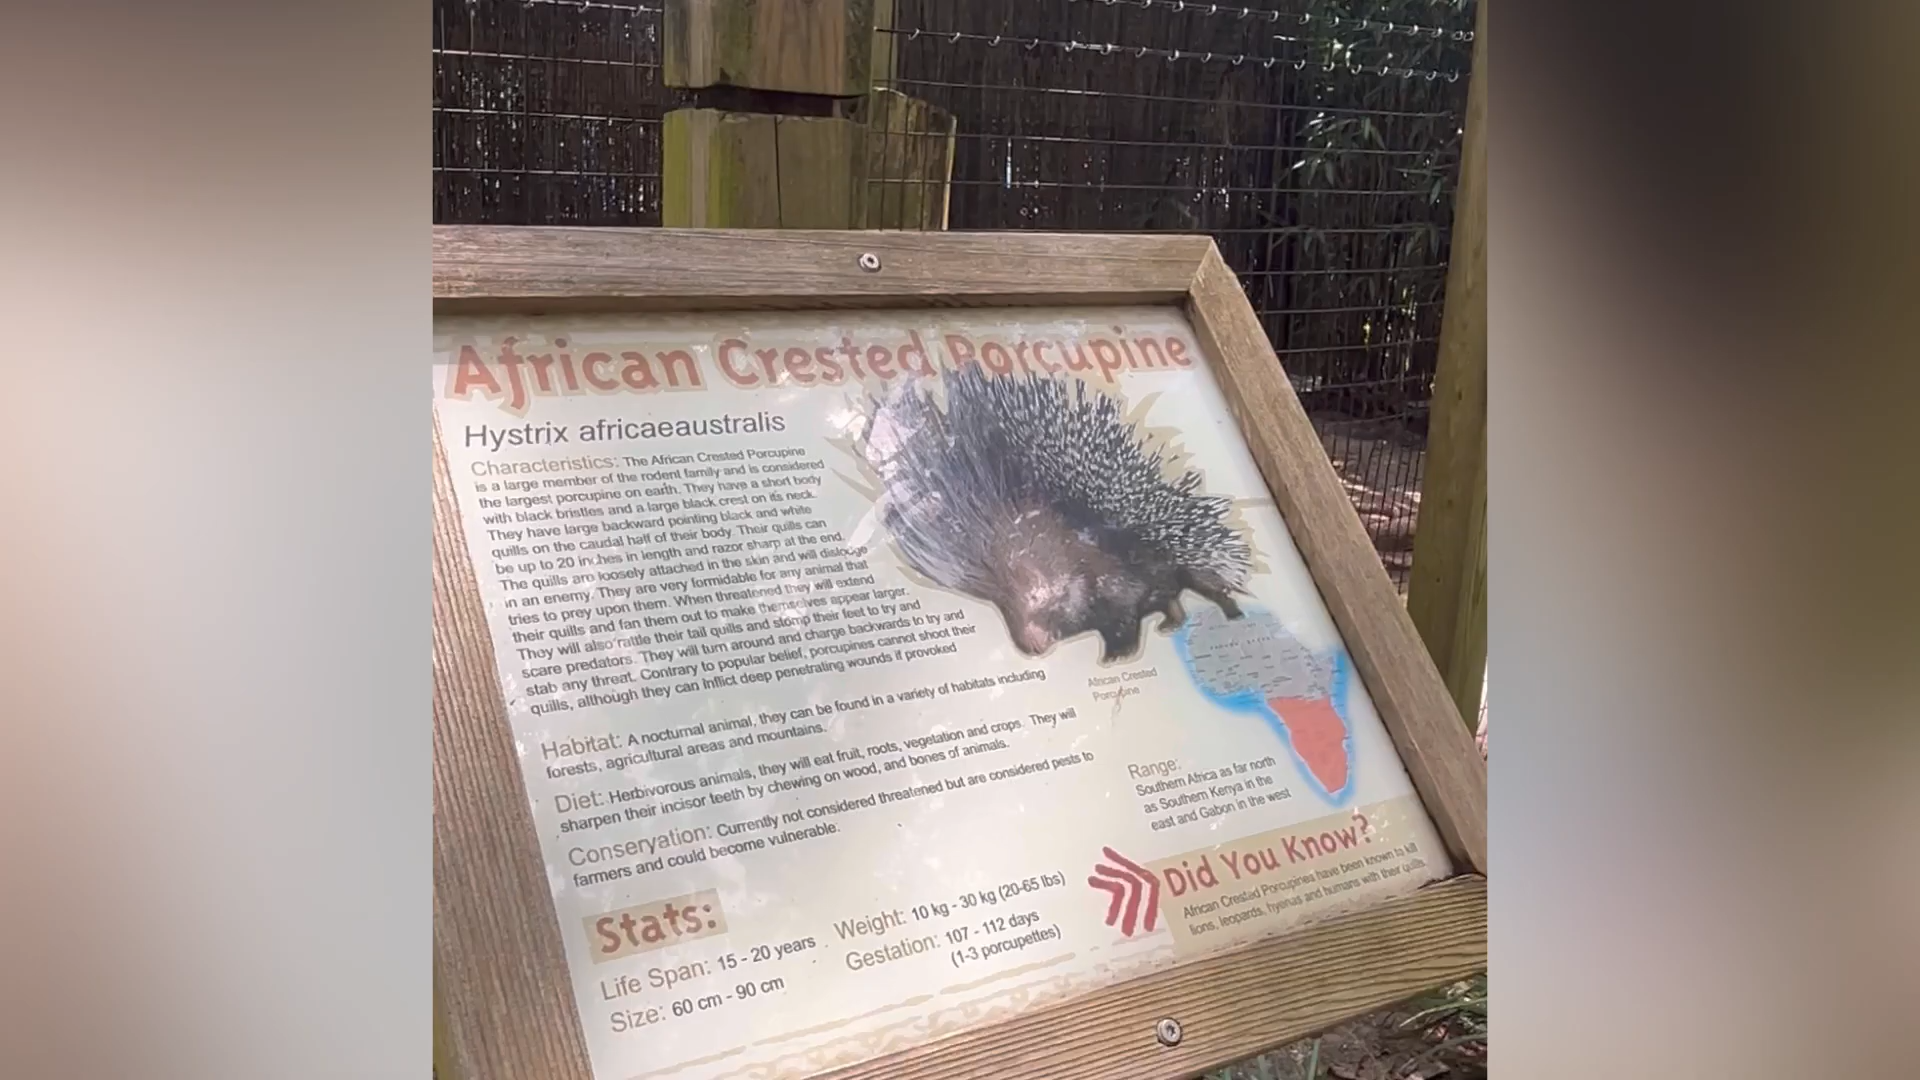 African Crested Porcupine
Hystrix africaeaustralis
Characteristics: The African Crested Porcupine
is a large member of the rodent family and is considered
the largest porcupine on earth. They have a short body
with black bristles and a large black crest on its neck.
They have large backward pointing black and white
quills on the caudal half of their body. Their quills can
be up to 20 inches in length and razor sharp at the end.
The quills are loosely attached in the skin and will dislodge
in an enemy. They are very formidable for any animal that
tries to prey upon them. When threatened they will extend
their quills and fan them out to make themselves appear larger.
They will also rattle their tail quills and stomp their feet to try and
scare predators. They will turn around and charge backwards to try and
stab any threat. Contrary to popular belief, porcupines cannot shoot their
quills, although they can inflict deep penetrating wounds if provoked
Habitat: A nocturnal animal, they can be found in a variety of habitats including
forests, agricultural areas and mountains.
Diet: Herbivorous animals, they will eat fruit, roots, vegetation and crops. They will
sharpen their incisor teeth by chewing on wood, and bones of animals.
Conservation: Currently not considered threatened but are considered pests to
farmers and could become vulnerable.
African Crested
Porcupine
Range:
Southern Africa as far north
as Southern Kenya in the
east and Gabon in the west
Stats:
Life Span: 15 - 20 years
Size: 60 cm - 90 cm
Weight: 10 kg - 30 kg (20-65 lbs)
Gestation: 107 - 112 days
(1-3 porcupettes)
Did You Know?
African Crested Porcupines have been known to kill
lions, leopards, hyenas and humans with their quills.